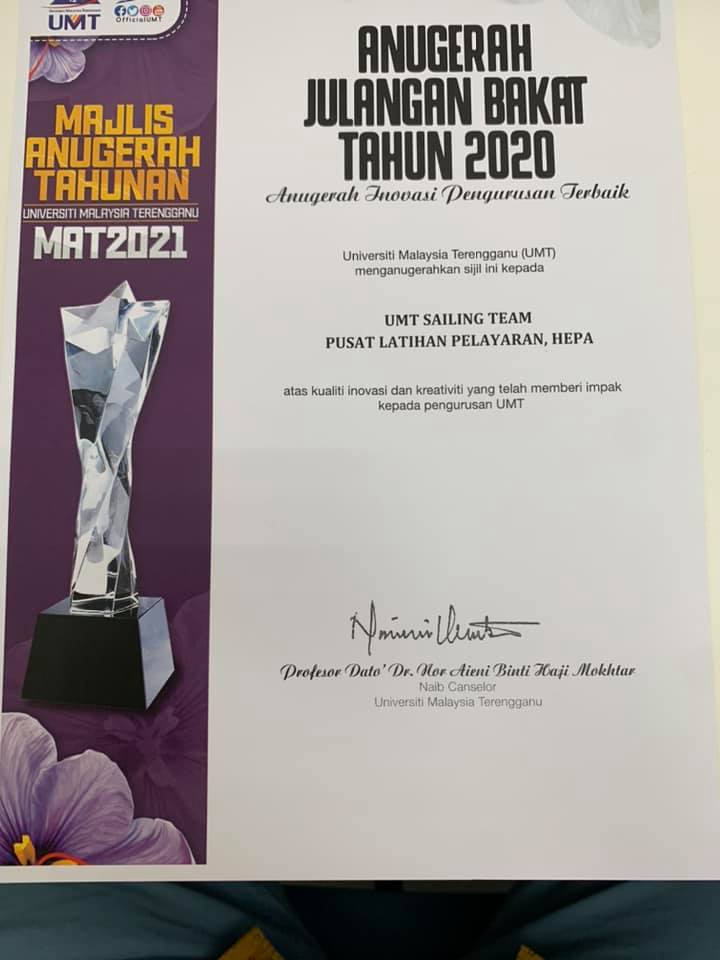 UMT
OfficialUMT
MAJLIS
ANUGERAH
TAHUNAN
UNIVERSITI MALAYSIA TERENGGANU
MAT2021
ANUGERAH
JULANGAN BAKAT
TAHUN 2020
Anugerah Inovasi Pengurusan Terbaik
Universiti Malaysia Terengganu (UMT)
menganugerahkan sijil ini kepada
UMT SAILING TEAM
PUSAT LATIHAN PELAYARAN, HEPA
atas kualiti inovasi dan kreativiti yang telah memberi impak
kepada pengurusan UMT
Profesor Dato' Dr. Nor Aieni Binti Haji Mokhtar
Naib Canselor
Universiti Malaysia Terengganu